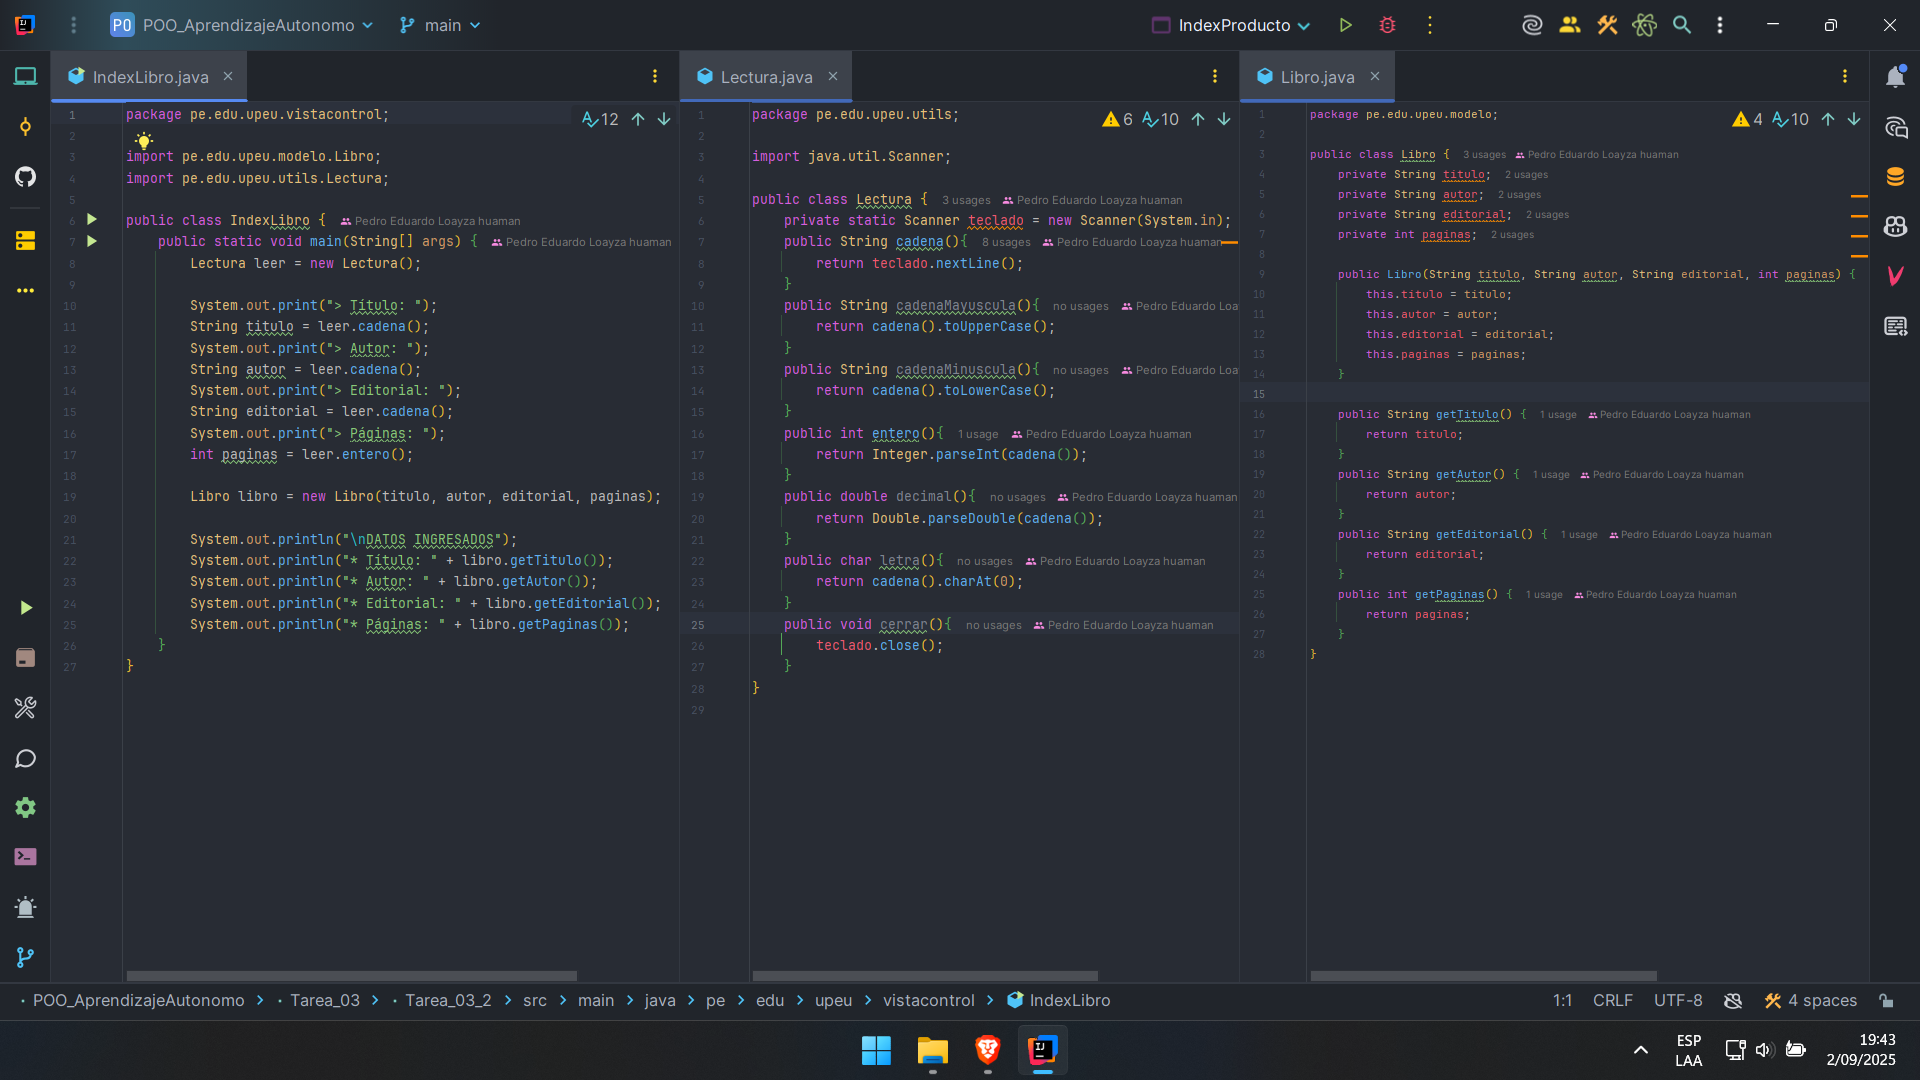 PO POO_AprendizajeAutonomo main IndexProducto
IndexLibro.java
12
1 package pe.edu.upeu.vistacontrol;
2
3 import pe.edu.upeu.modelo.Libro;
4 import pe.edu.upeu.utils.Lectura;
5
6 public class IndexLibro { Pedro Eduardo Loayza huaman
7 public static void main(String[] args) { Pedro Eduardo Loayza huaman
8 Lectura leer = new Lectura();
9
10 System.out.print("> Título: ");
11 String titulo = leer.cadena();
12 System.out.print("> Autor: ");
13 String autor = leer.cadena();
14 System.out.print("> Editorial: ");
15 String editorial = leer.cadena();
16 System.out.print("> Páginas: ");
17 int paginas = leer.entero();
18
19 Libro libro = new Libro(titulo, autor, editorial, paginas);
20
21 System.out.println("\nDATOS INGRESADOS");
22 System.out.println("* Título: " + libro.getTitulo());
23 System.out.println("* Autor: " + libro.getAutor());
24 System.out.println("* Editorial: " + libro.getEditorial());
25 System.out.println("* Páginas: " + libro.getPaginas());
26 }
27 }
Lectura.java
6 10
1 package pe.edu.upeu.utils;
2
3 import java.util.Scanner;
4
5 public class Lectura { 3 usages Pedro Eduardo Loayza huaman
6 private static Scanner teclado = new Scanner(System.in);
7 public String cadena(){ 8 usages Pedro Eduardo Loayza huaman
8 return teclado.nextLine();
9 }
10 public String cadenaMayuscula(){ no usages Pedro Eduardo Loa
11 return cadena().toUpperCase();
12 }
13 public String cadenaMinuscula(){ no usages Pedro Eduardo Loa
14 return cadena().toLowerCase();
15 }
16 public int entero(){ 1 usage Pedro Eduardo Loayza huaman
17 return Integer.parseInt(cadena());
18 }
19 public double decimal(){ no usages Pedro Eduardo Loayza huaman
20 return Double.parseDouble(cadena());
21 }
22 public char letra(){ no usages Pedro Eduardo Loayza huaman
23 return cadena().charAt(0);
24 }
25 public void cerrar(){ no usages Pedro Eduardo Loayza huaman
26 teclado.close();
27 }
28 }
29
Libro.java
4 10
1 package pe.edu.upeu.modelo;
2
3 public class Libro { 3 usages Pedro Eduardo Loayza huaman
4 private String titulo; 2 usages
5 private String autor; 2 usages
6 private String editorial; 2 usages
7 private int paginas; 2 usages
8
9 public Libro(String titulo, String autor, String editorial, int paginas) {
10 this.titulo = titulo;
11 this.autor = autor;
12 this.editorial = editorial;
13 this.paginas = paginas;
14 }
15
16 public String getTitulo() { 1 usage Pedro Eduardo Loayza huaman
17 return titulo;
18 }
19 public String getAutor() { 1 usage Pedro Eduardo Loayza huaman
20 return autor;
21 }
22 public String getEditorial() { 1 usage Pedro Eduardo Loayza huaman
23 return editorial;
24 }
25 public int getPaginas() { 1 usage Pedro Eduardo Loayza huaman
26 return paginas;
27 }
28 }
POO_AprendizajeAutonomo > Tarea_03 > Tarea_03_2 > src > main > java > pe > edu > upeu > vistacontrol > IndexLibro 1:1 CRLF UTF-8 4 spaces
ESP 19:43
LAA 2/09/2025